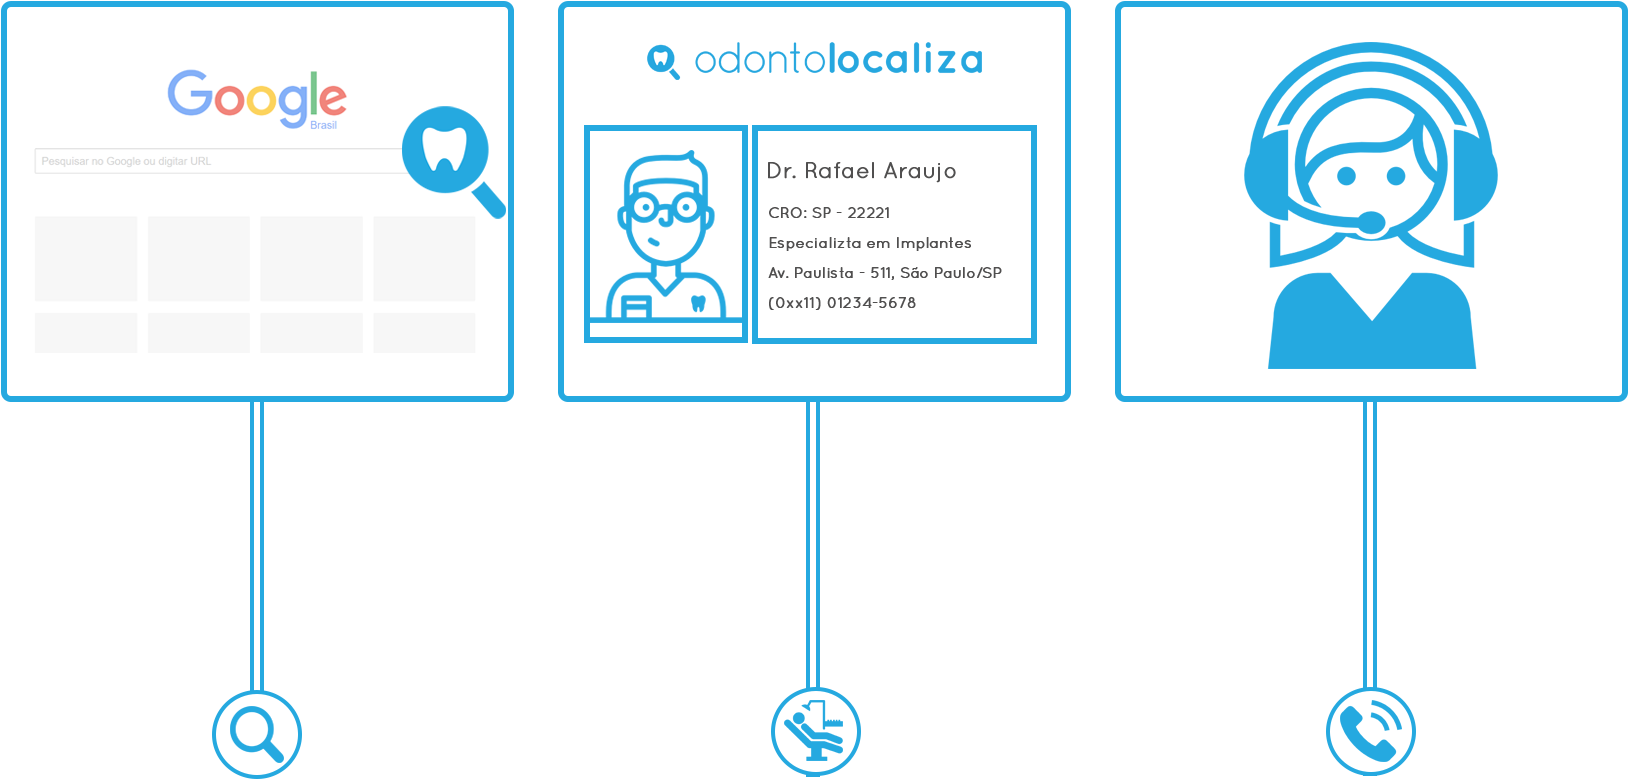 Google
Brasil
Pesquisar no Google ou digitar URL
odontolocaliza
Dr. Rafael Araujo
CRO: SP - 22221
Especializta em Implantes
Av. Paulista - 511, São Paulo/SP
(0xx11) 01234-5678